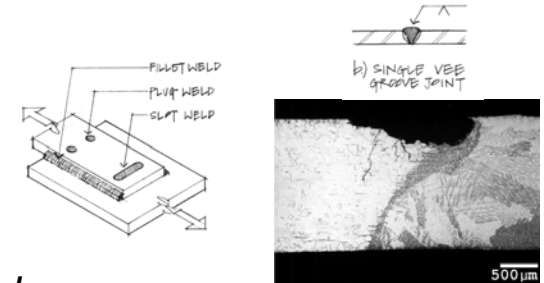 FILLET WELD
PLUG WELD
SLOT WELD
b) SINGLE VEE
GROOVE JOINT
500µm